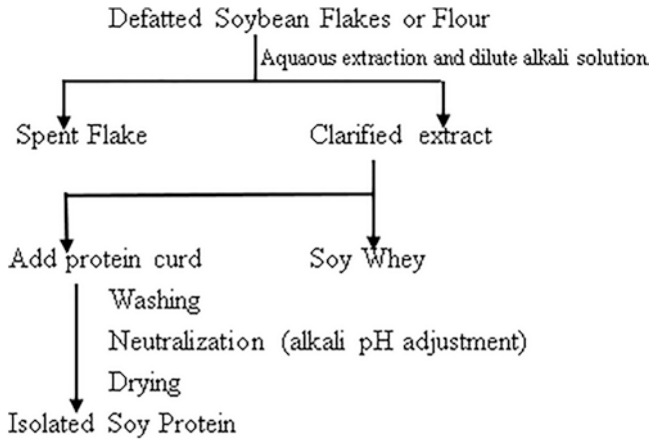 Defatted Soybean Flakes or Flour
Aquaous extraction and dilute alkali solution
Spent Flake
Clarified extract
Add protein curd
Soy Whey
Washing
Neutralization (alkali pH adjustment)
Drying
Isolated Soy Protein